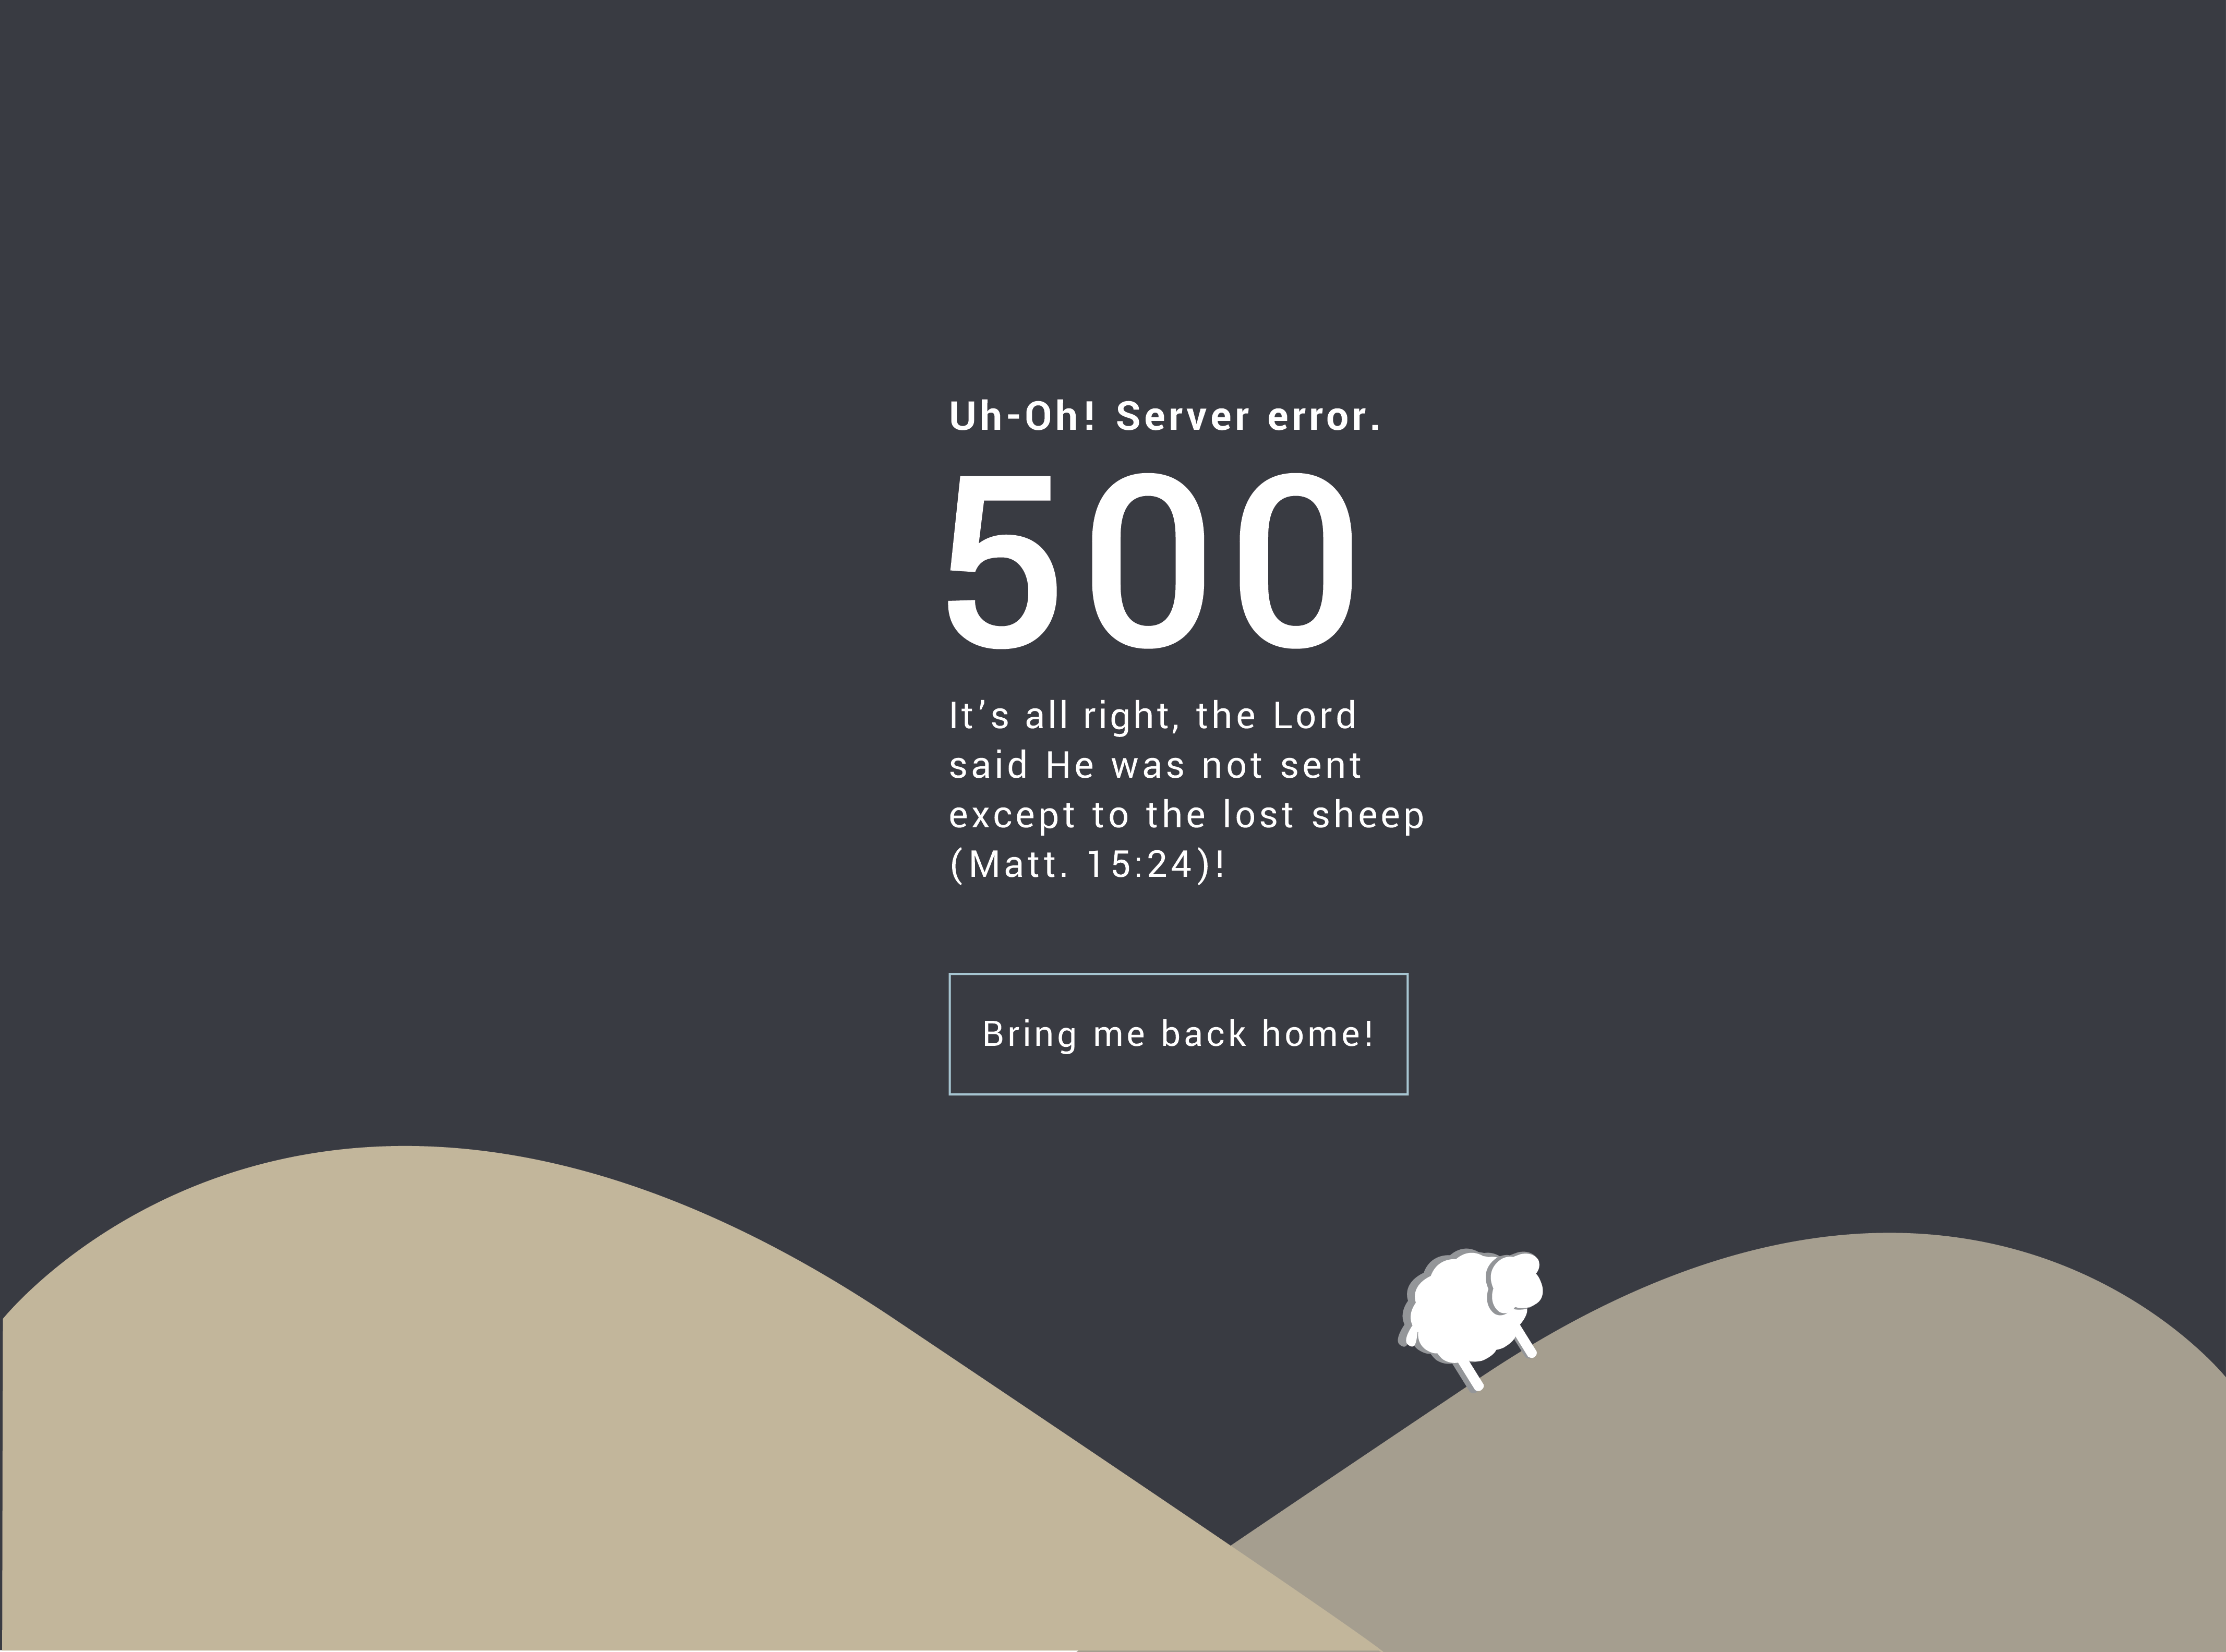 Uh-Oh! Server error.
500
It’s all right, the Lord
said He was not sent
except to the lost sheep
(Matt. 15:24)!
Bring me back home!